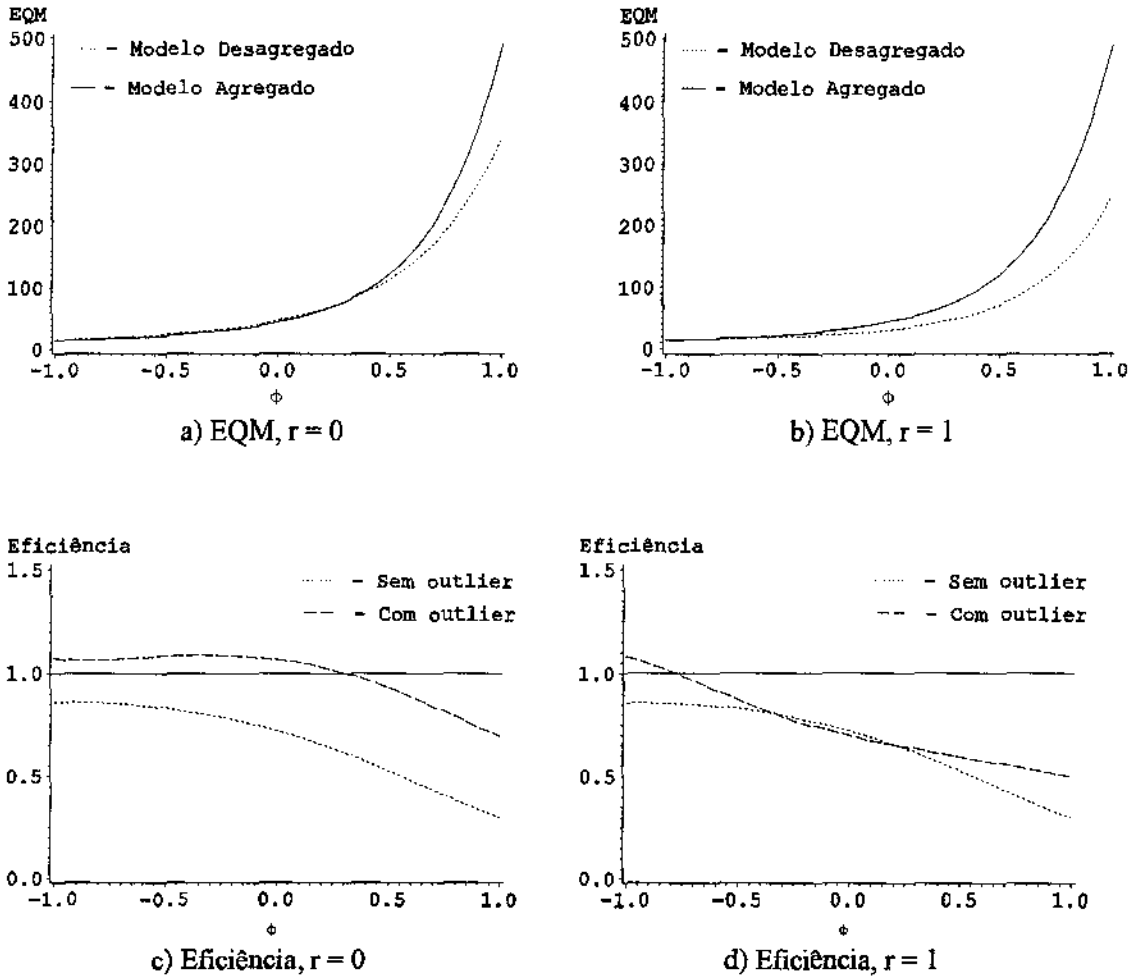 EQM
500
400
300
200
100
0
····· - Modelo Desagregado
—— - Modelo Agregado
-1.0 -0.5 0.0 0.5 1.0
Φ
a) EQM, r = 0
EQM
500
400
300
200
100
0
······ - Modelo Desagregado
—— - Modelo Agregado
-1.0 -0.5 0.0 0.5 1.0
Φ
b) EQM, r = 1
Eficiência
1.5
1.0
0.5
0.0
······ - Sem outlier
—— - Com outlier
-1.0 -0.5 0.0 0.5 1.0
Φ
c) Eficiência, r = 0
Eficiência
1.5
1.0
0.5
0.0
······ - Sem outlier
—— - Com outlier
-1.0 -0.5 0.0 0.5 1.0
Φ
d) Eficiência, r = 1